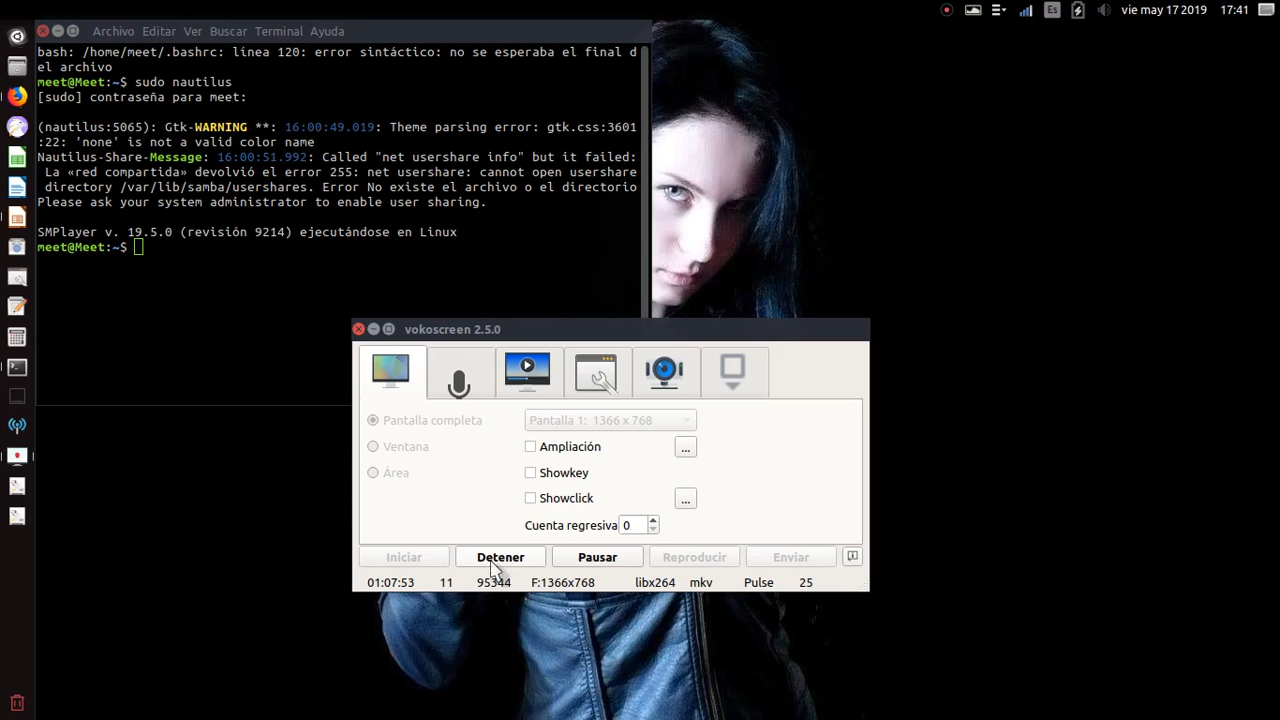 Es
vie may 17 2019
17:41
Archivo Editar Ver Buscar Terminal Ayuda
bash: /home/meet/.bashrc: línea 120: error sintáctico: no se esperaba el final d
el archivo
meet@Meet:~$ sudo nautilus
[sudo] contraseña para meet:
(nautilus:5065): Gtk-WARNING **: 16:00:49.019: Theme parsing error: gtk.css:3601
:22: 'none' is not a valid color name
Nautilus-Share-Message: 16:00:51.992: Called "net usershare info" but it failed:
La «red compartida» devolvió el error 255: net usershare: cannot open usershare
directory /var/lib/samba/usershares. Error No existe el archivo o el directorio
Please ask your system administrator to enable user sharing.
SMPlayer v. 19.5.0 (revisión 9214) ejecutándose en Linux
meet@Meet:~$
vokoscreen 2.5.0
Pantalla completa
Pantalla 1: 1366 x 768
Ventana
Ampliación
...
Área
Showkey
Showclick
...
Cuenta regresiva 0
Iniciar
Detener
Pausar
Reproducir
Enviar
01:07:53 11 95344 F:1366x768 libx264 mkv Pulse 25